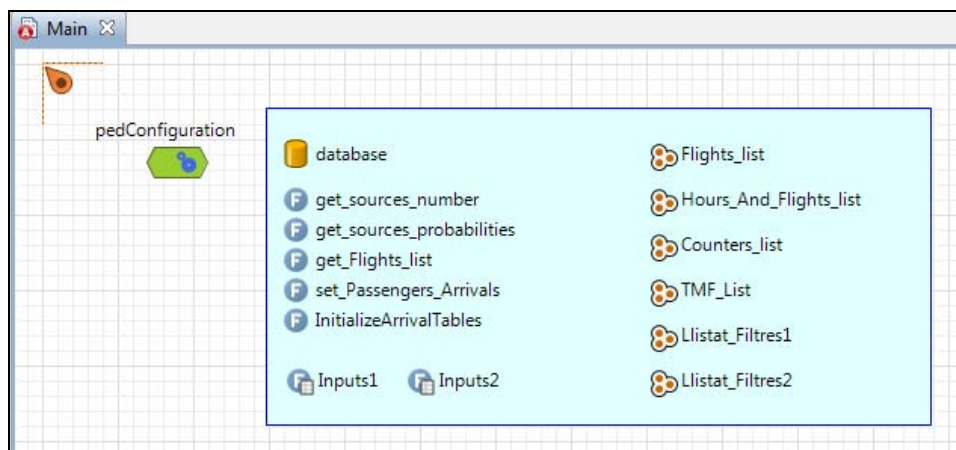 Main
pedConfiguration
database
get_sources_number
get_sources_probabilities
get_Flights_list
set_Passengers_Arrivals
InitializeArrivalTables
Inputs1 Inputs2
Flights_list
Hours_And_Flights_list
Counters_list
TMF_List
Llistat_Filtres1
Llistat_Filtres2